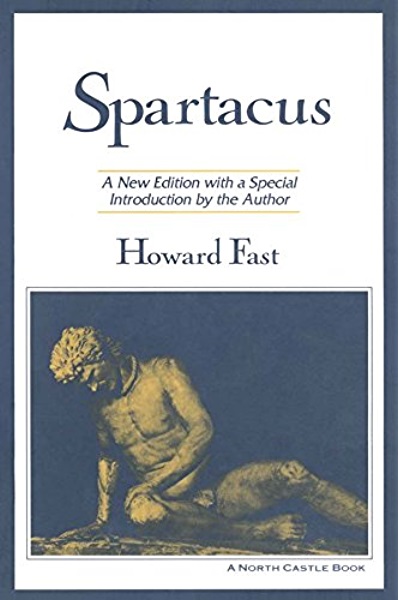 Spartacus
A New Edition with a Special
Introduction by the Author
Howard Fast
A NORTH CASTLE BOOK